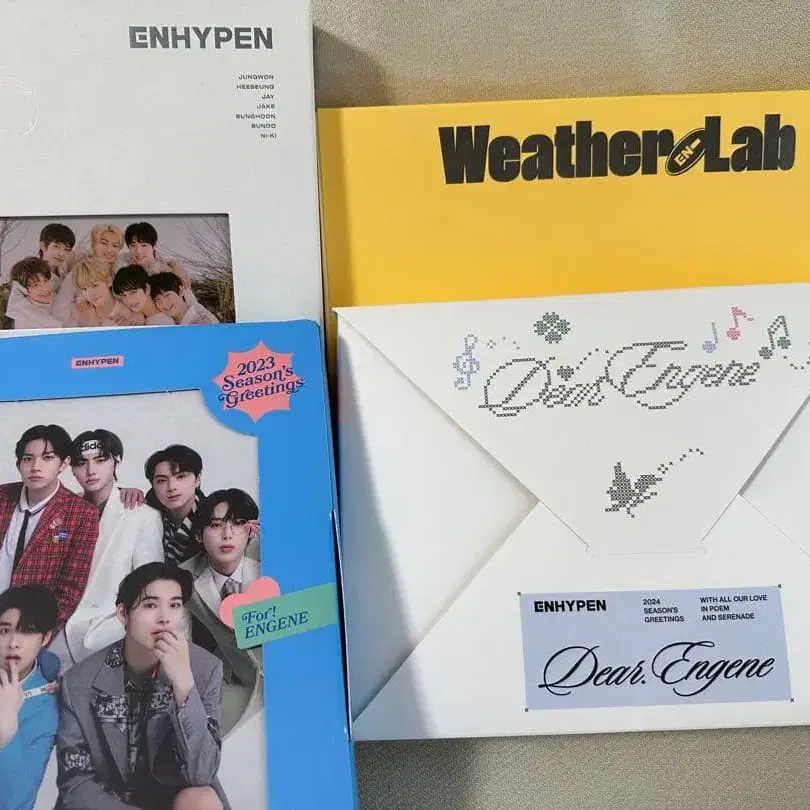 ENHYPEN
JUNGWON
HEESEUNG
JAY
JAKE
SUNGHOON
SUNOO
NI-KI
Weather EN- Lab
ENHYPEN
2023
Season's
Greetings
adidas
For!
ENGENE
Dear. Engene
ENHYPEN
2024
SEASON'S
GREETINGS
WITH ALL OUR LOVE
IN POEM
AND SERENADE
Dear. Engene